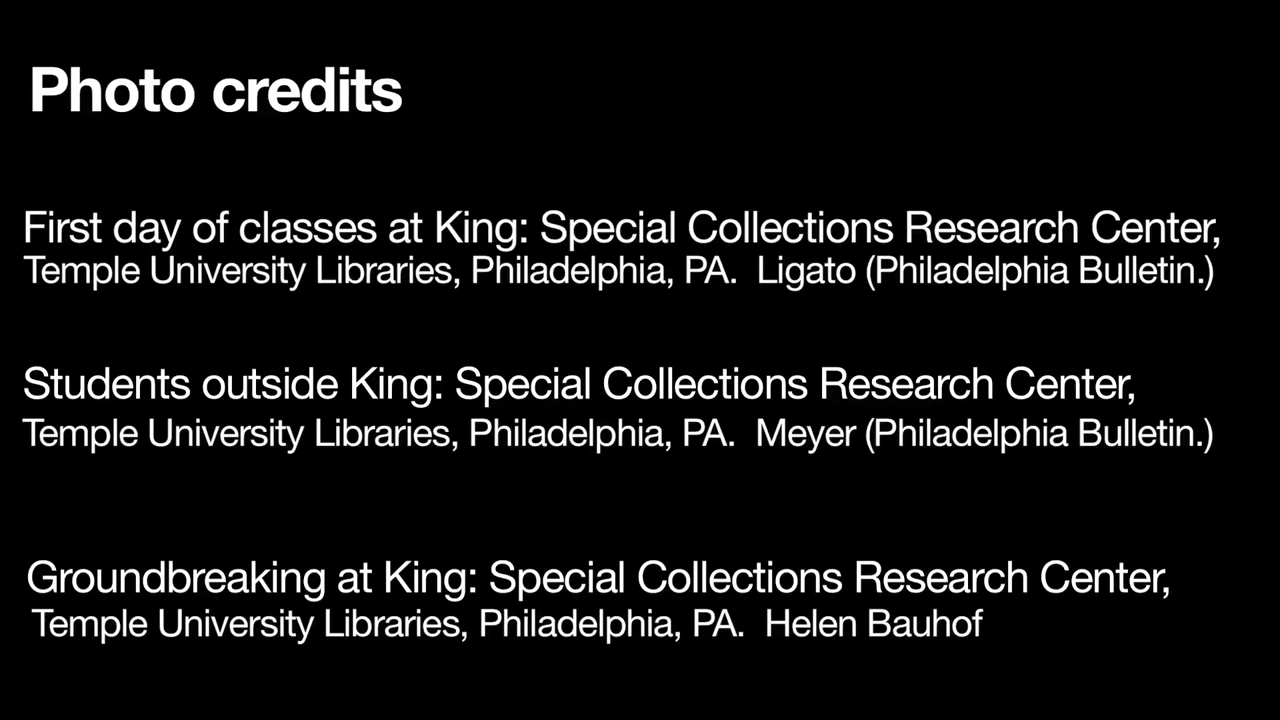 Photo credits
First day of classes at King: Special Collections Research Center,
Temple University Libraries, Philadelphia, PA.  Ligato (Philadelphia Bulletin.)
Students outside King: Special Collections Research Center,
Temple University Libraries, Philadelphia, PA.  Meyer (Philadelphia Bulletin.)
Groundbreaking at King: Special Collections Research Center,
Temple University Libraries, Philadelphia, PA.  Helen Bauhof